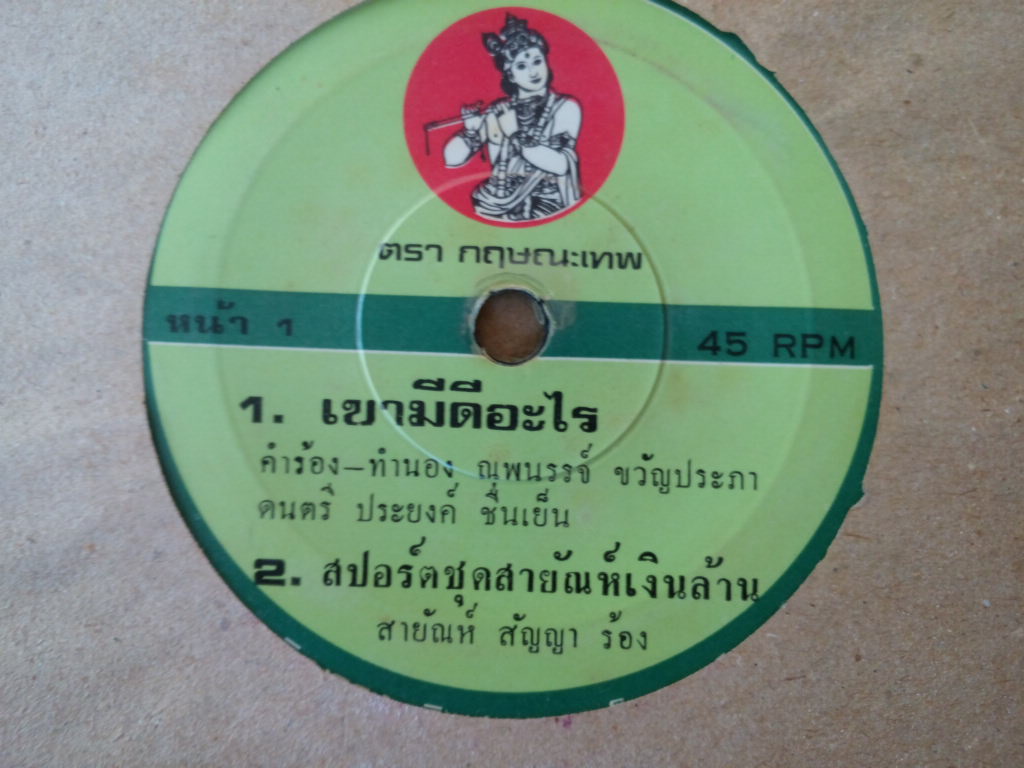 ตรา กฤษณะเทพ
หน้า 1
45 RPM
1. เขามีดีอะไร
คำร้อง–ทำนอง ณพนรรจ์ ขวัญประภา
ดนตรี ประยงค์ ชื่นเย็น
2. สปอร์ตชุดสายัณห์เงินล้าน
สายัณห์ สัญญา ร้อง